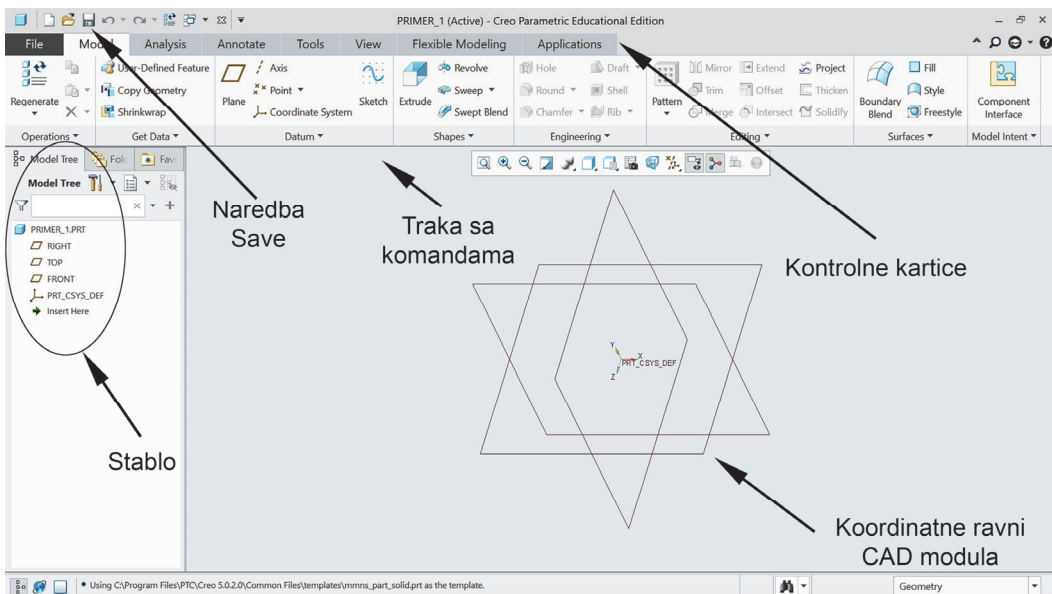 PRIMER_1 (Active) - Creo Parametric Educational Edition
File Model Analysis Annotate Tools View Flexible Modeling Applications
Regenerate
User-Defined Feature
Copy Geometry
Shrinkwrap
Plane
Axis
Point
Coordinate System
Sketch
Extrude
Revolve
Sweep
Swept Blend
Hole
Draft
Round
Shell
Chamfer
Rib
Pattern
Mirror
Extend
Project
Trim
Offset
Thicken
Merge
Intersect
Solidify
Boundary
Blend
Fill
Style
Freestyle
Component
Interface
Operations Get Data Datum Shapes Engineering Editing Surfaces Model Intent
Model Tree
Model Tree
PRIMER_1.PRT
RIGHT
TOP
FRONT
PRT_CSYS_DEF
Insert Here
Naredba
Save
Traka sa
komandama
Kontrolne kartice
Y
X
PRT_CSYS_DEF
Z
Stablo
Koordinatne ravni
CAD modula
Using C:\Program Files\PTC\Creo 5.0.2.0\Common Files\templates\mmns_part_solid.prt as the template.
Geometry